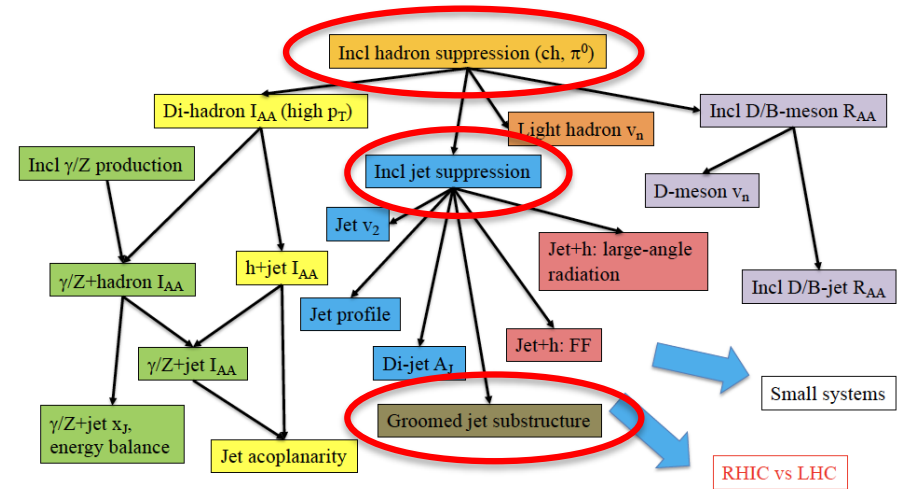 Incl hadron suppression (ch, π⁰)
Di-hadron I_AA (high p_T)
Light hadron v_n
Incl D/B-meson R_AA
Incl γ/Z production
Incl jet suppression
D-meson v_n
Jet v₂
Jet+h: large-angle
radiation
γ/Z+hadron I_AA
h+jet I_AA
Incl D/B-jet R_AA
Jet profile
Jet+h: FF
γ/Z+jet I_AA
Di-jet A_J
Small systems
Groomed jet substructure
γ/Z+jet x_J,
energy balance
Jet acoplanarity
RHIC vs LHC